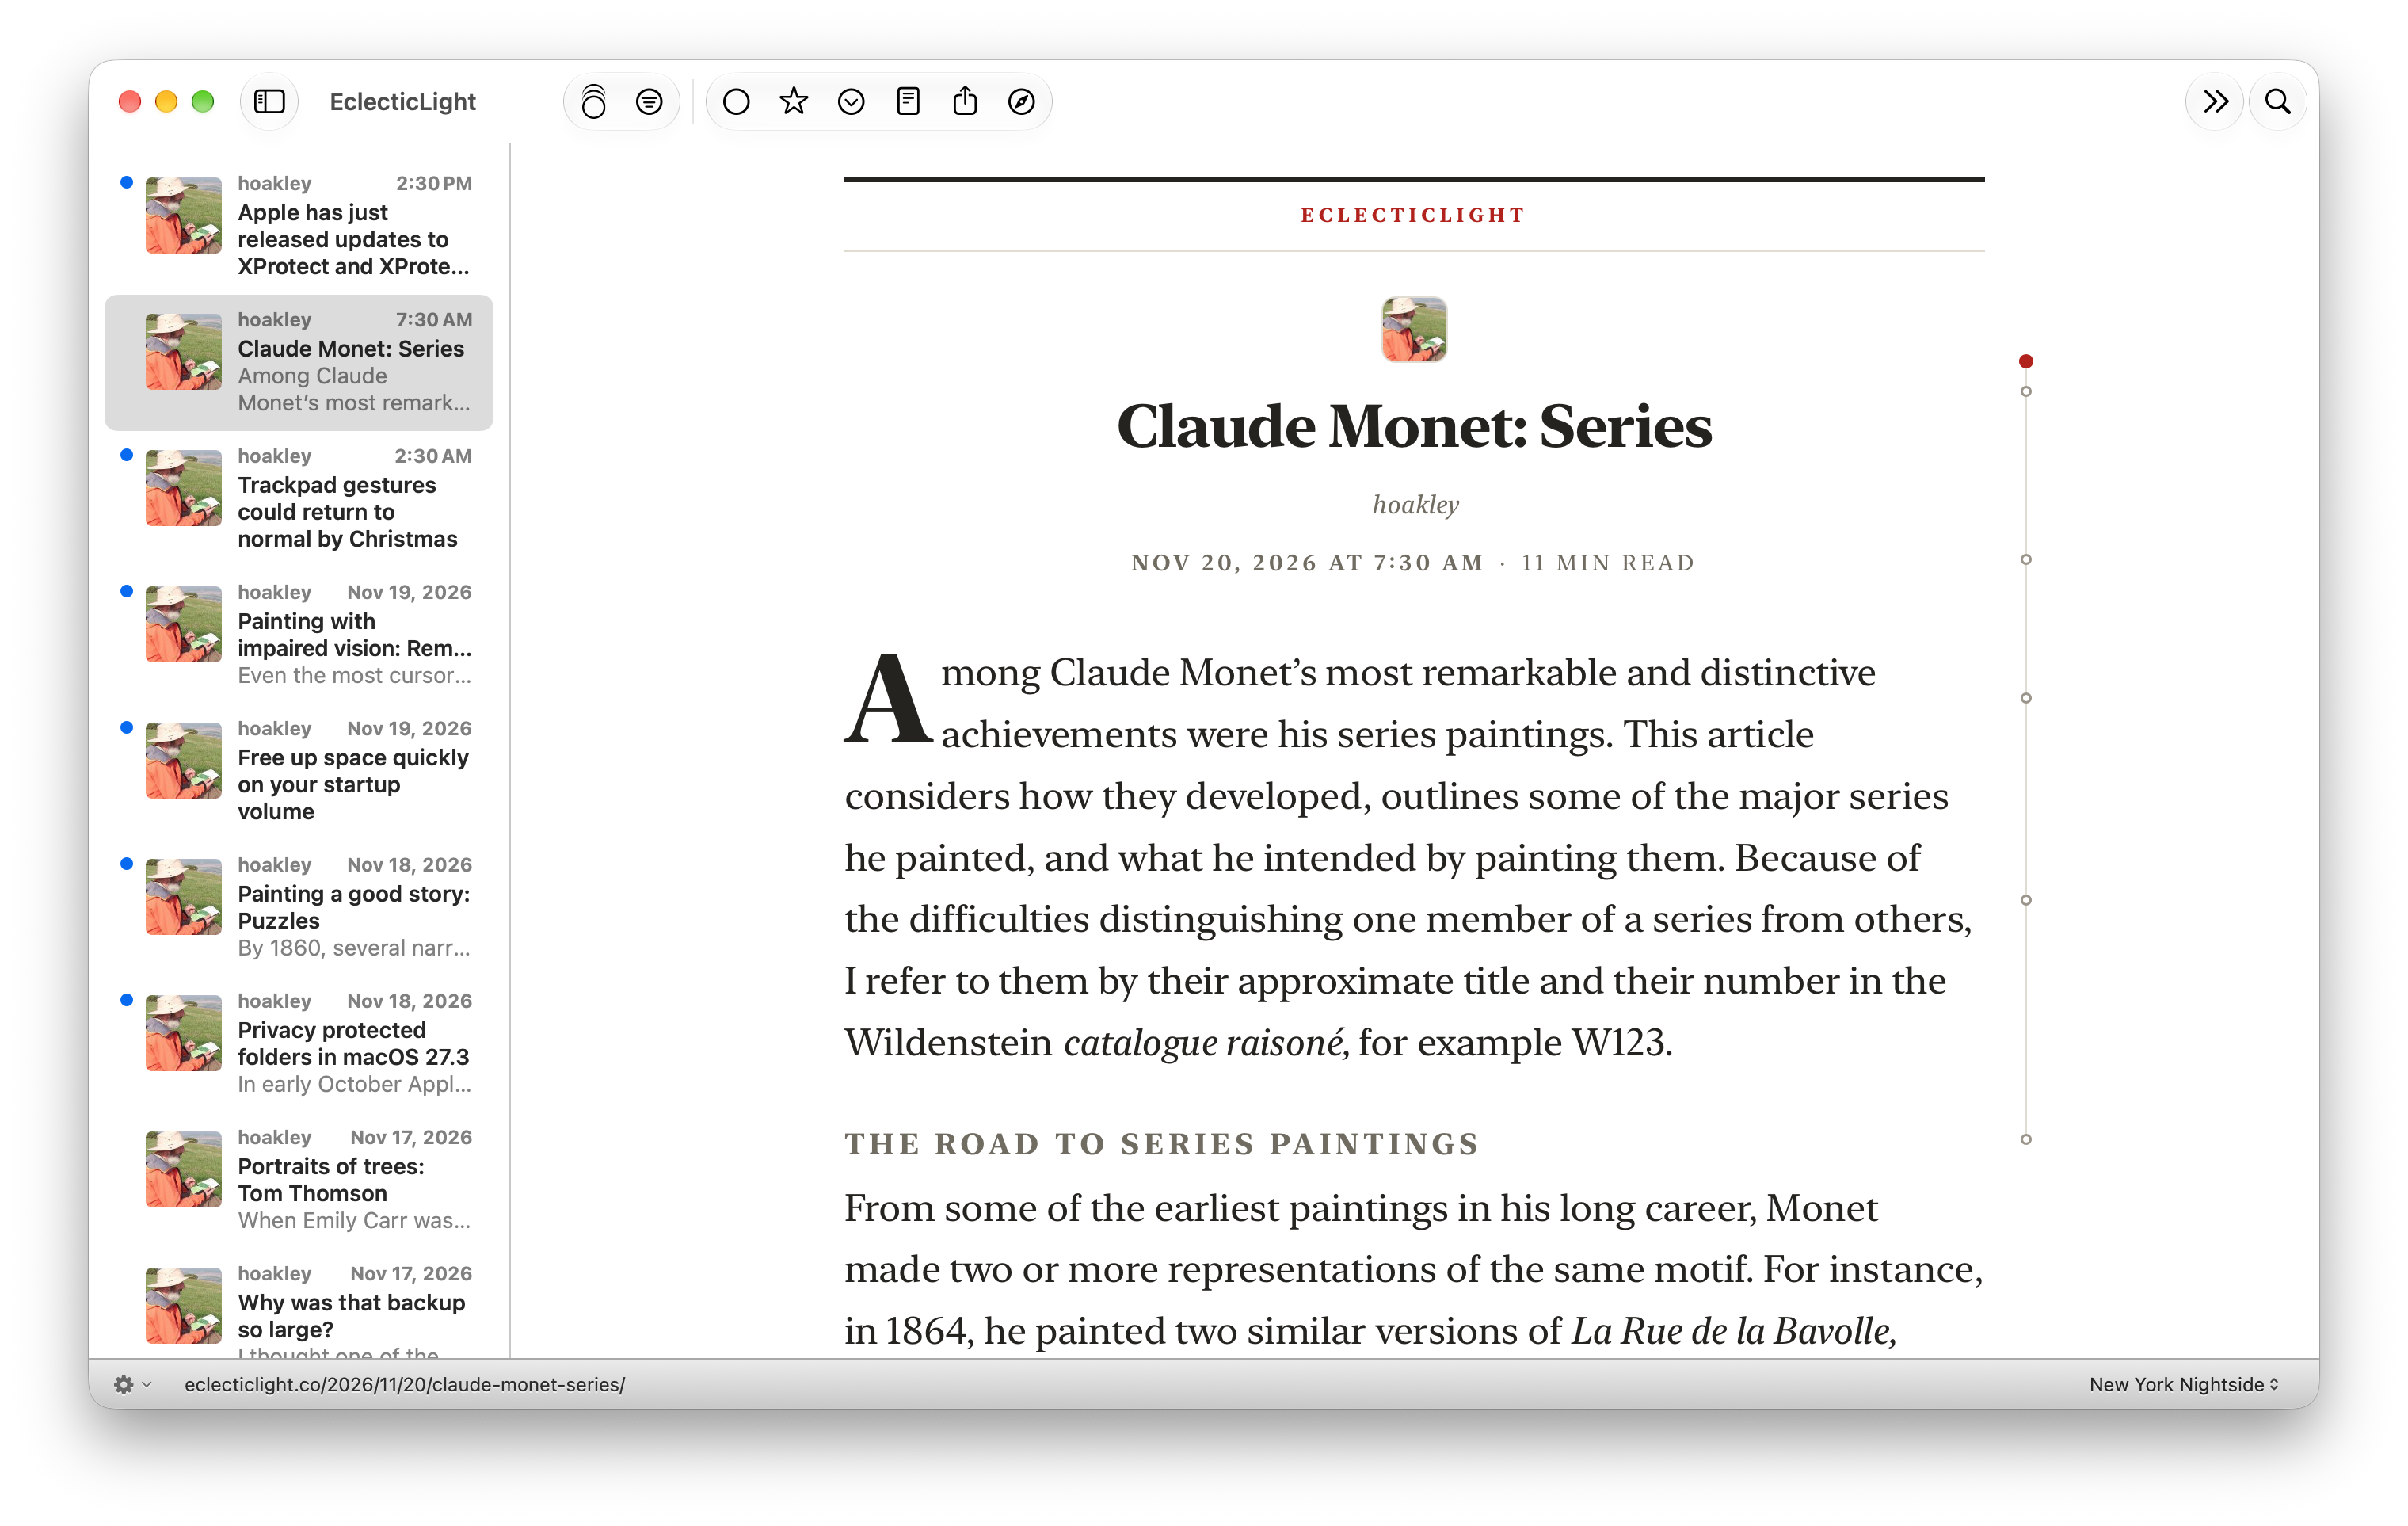 EclecticLight
hoakley 2:30 PM
Apple has just
released updates to
XProtect and XProte...
hoakley 7:30 AM
Claude Monet: Series
Among Claude
Monet’s most remark...
hoakley 2:30 AM
Trackpad gestures
could return to
normal by Christmas
hoakley Nov 19, 2026
Painting with
impaired vision: Rem...
Even the most cursor...
hoakley Nov 19, 2026
Free up space quickly
on your startup
volume
hoakley Nov 18, 2026
Painting a good story:
Puzzles
By 1860, several narr...
hoakley Nov 18, 2026
Privacy protected
folders in macOS 27.3
In early October Appl...
hoakley Nov 17, 2026
Portraits of trees:
Tom Thomson
When Emily Carr was...
hoakley Nov 17, 2026
Why was that backup
so large?
I thought one of the
ECLECTICLIGHT
Claude Monet: Series
hoakley
NOV 20, 2026 AT 7:30 AM · 11 MIN READ
Among Claude Monet’s most remarkable and distinctive
achievements were his series paintings. This article
considers how they developed, outlines some of the major series
he painted, and what he intended by painting them. Because of
the difficulties distinguishing one member of a series from others,
I refer to them by their approximate title and their number in the
Wildenstein catalogue raisoné, for example W123.
THE ROAD TO SERIES PAINTINGS
From some of the earliest paintings in his long career, Monet
made two or more representations of the same motif. For instance,
in 1864, he painted two similar versions of La Rue de la Bavolle,
eclecticlight.co/2026/11/20/claude-monet-series/
New York Nightside